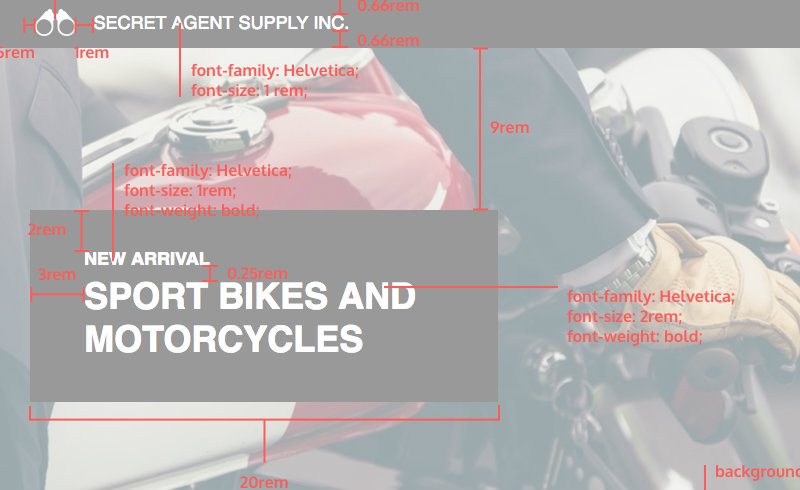 0.66rem
SECRET AGENT SUPPLY INC.
0.66rem
1rem
font-family: Helvetica;
font-size: 1 rem;
9rem
font-family: Helvetica;
font-size: 1rem;
font-weight: bold;
2rem
NEW ARRIVAL
3rem
0.25rem
SPORT BIKES AND
MOTORCYCLES
font-family: Helvetica;
font-size: 2rem;
font-weight: bold;
20rem
background